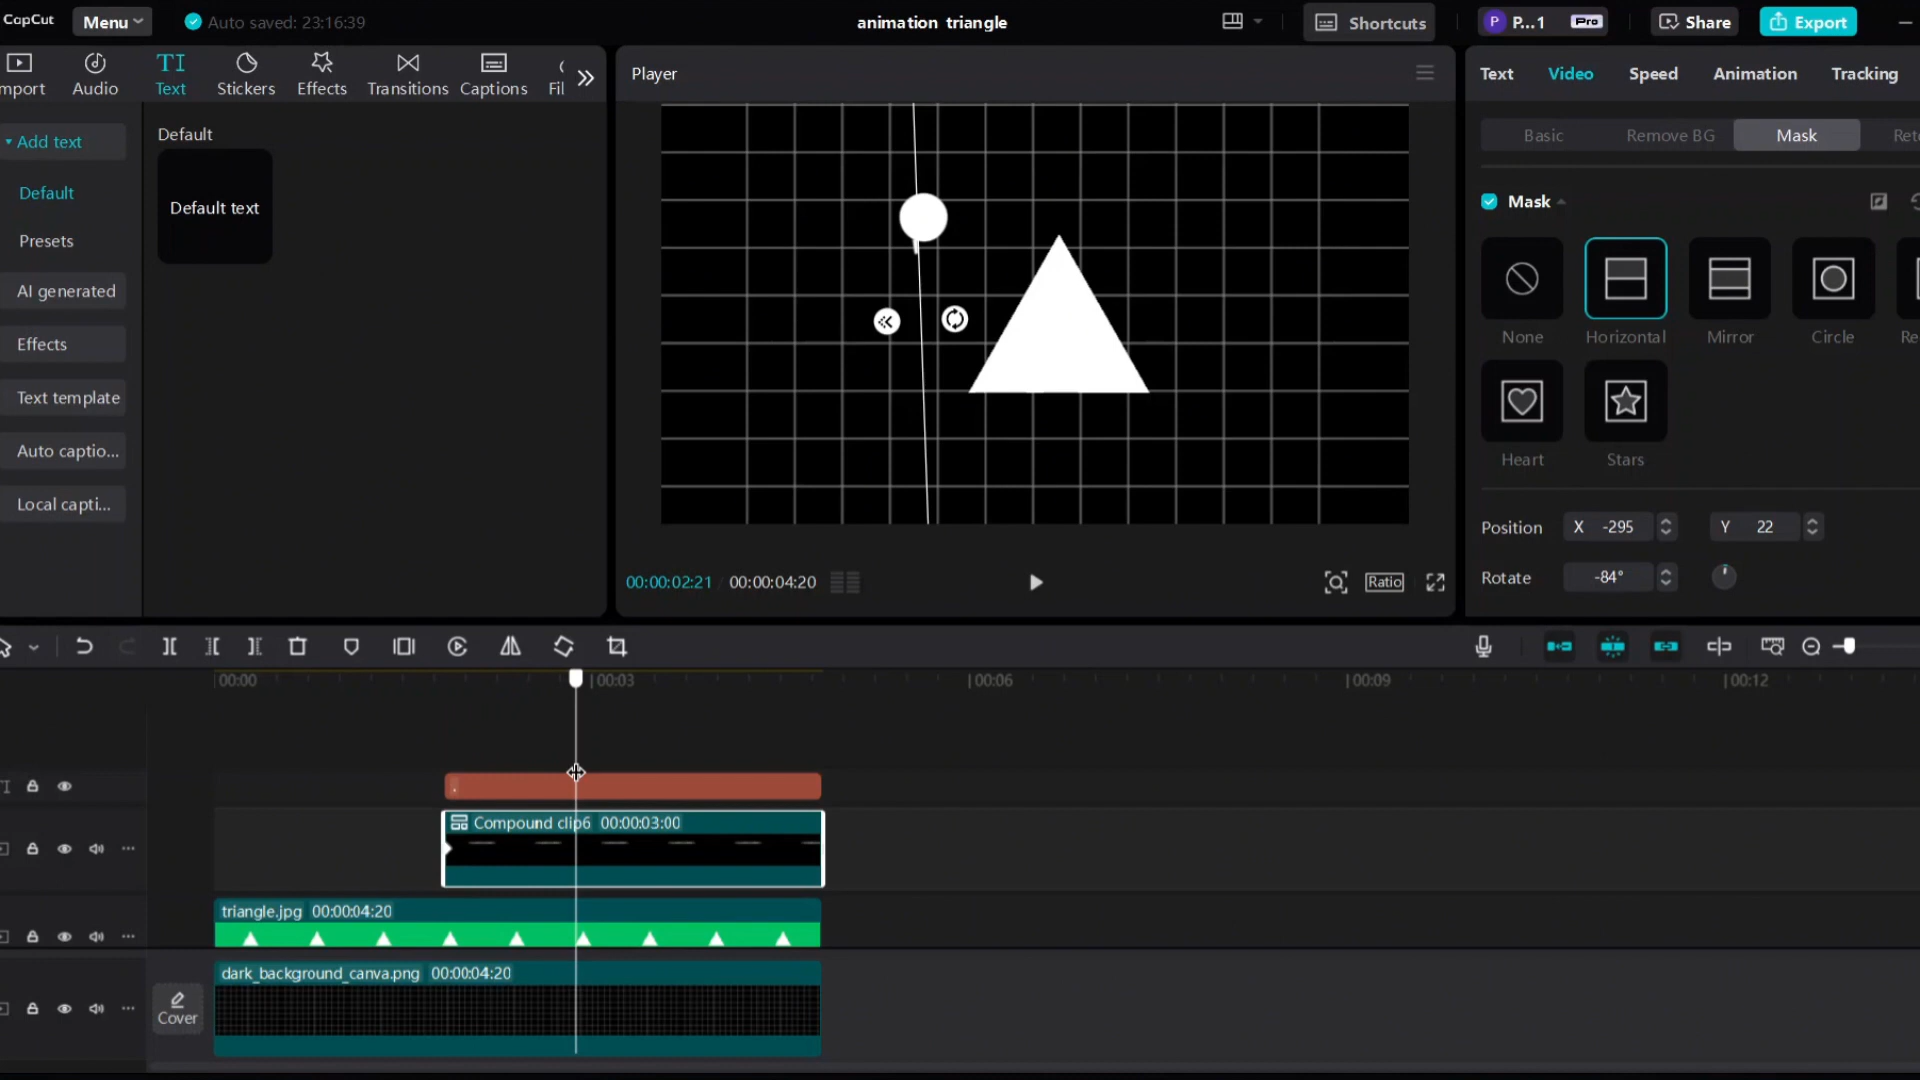 CapCut
Menu
Auto saved: 23:16:39
animation triangle
Shortcuts
P...1
Pro
Share
Export
mport
Audio
TI
Text
Stickers
Effects
Transitions
Captions
Fil
Add text
Default
Presets
AI generated
Effects
Text template
Auto captio...
Local capti...
Default
Default text
Player
00:00:02:21
00:00:04:20
Ratio
Text
Video
Speed
Animation
Tracking
Basic
Remove BG
Mask
Reto
Mask
None
Horizontal
Mirror
Circle
Re
Heart
Stars
Position
X -295
Y 22
Rotate
-84°
00:00
00:03
00:06
00:09
00:12
Compound clip6 00:00:03:00
triangle.jpg 00:00:04:20
dark_background_canva.png 00:00:04:20
Cover